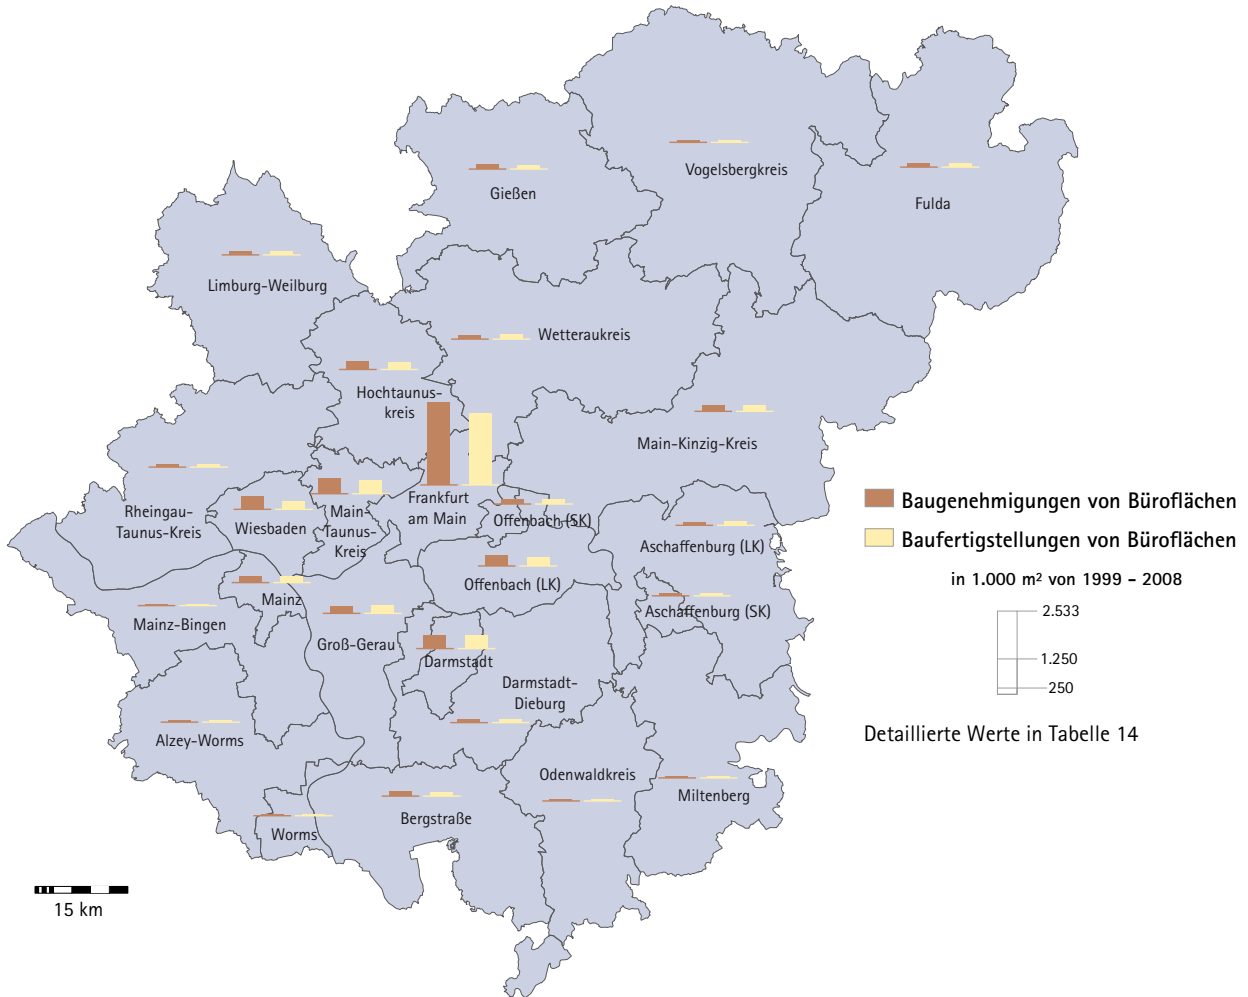 Vogelsbergkreis
Gießen
Fulda
Limburg-Weilburg
Wetteraukreis
Hochtaunus-
kreis
Main-Kinzig-Kreis
Frankfurt
am Main
Rheingau-
Taunus-Kreis
Wiesbaden
Main-
Taunus-
Kreis
Offenbach (SK)
Aschaffenburg (LK)
Offenbach (LK)
Mainz
Aschaffenburg (SK)
Mainz-Bingen
Groß-Gerau
Darmstadt
Darmstadt-
Dieburg
Alzey-Worms
Odenwaldkreis
Miltenberg
Bergstraße
Worms
15 km
Baugenehmigungen von Büroflächen
Baufertigstellungen von Büroflächen
in 1.000 m² von 1999 - 2008
2.533
1.250
250
Detaillierte Werte in Tabelle 14